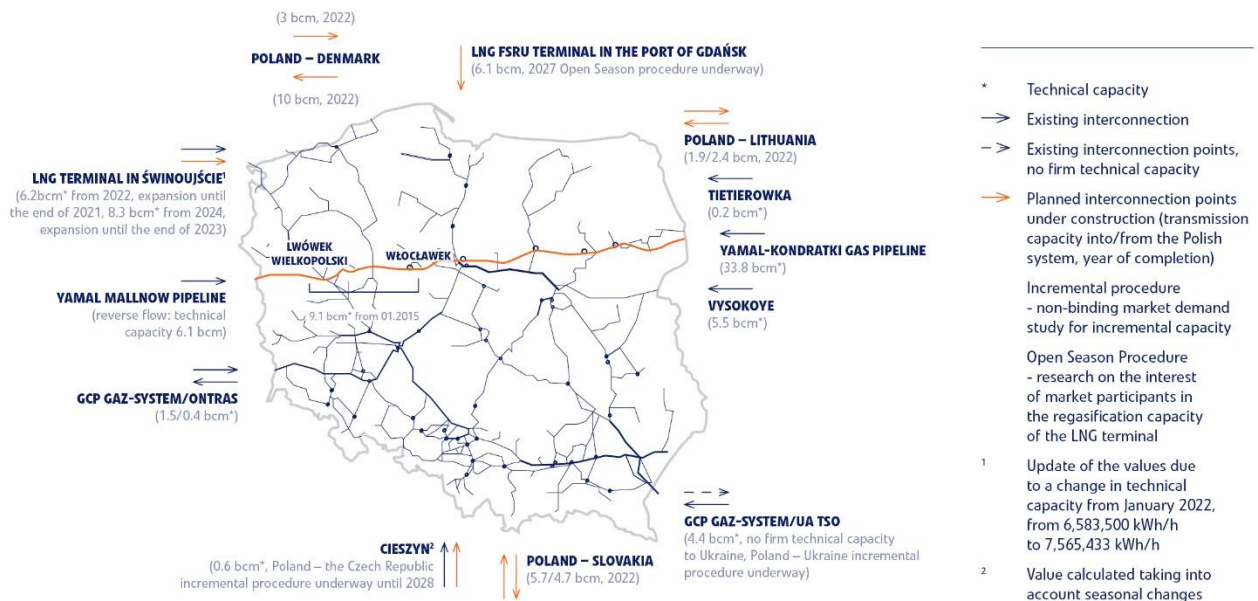 (3 bcm, 2022)
POLAND – DENMARK
(10 bcm, 2022)
LNG FSRU TERMINAL IN THE PORT OF GDAŃSK
(6.1 bcm, 2027 Open Season procedure underway)
POLAND – LITHUANIA
(1.9/2.4 bcm, 2022)
TIETIEROWKA
(0.2 bcm*)
YAMAL-KONDRATKI GAS PIPELINE
(33.8 bcm*)
VYSOKOYE
(5.5 bcm*)
LNG TERMINAL IN ŚWINOUJŚCIE¹
(6.2bcm* from 2022, expansion until
the end of 2021, 8.3 bcm* from 2024,
expansion until the end of 2023)
LWÓWEK
WIELKOPOLSKI
WŁOCŁAWEK
9.1 bcm* from 01.2015
YAMAL MALLNOW PIPELINE
(reverse flow: technical
capacity 6.1 bcm)
GCP GAZ-SYSTEM/ONTRAS
(1.5/0.4 bcm*)
CIESZYN²
(0.6 bcm*, Poland – the Czech Republic
incremental procedure underway until 2028
POLAND – SLOVAKIA
(5.7/4.7 bcm, 2022)
GCP GAZ-SYSTEM/UA TSO
(4.4 bcm*, no firm technical capacity
to Ukraine, Poland – Ukraine incremental
procedure underway)
* Technical capacity
Existing interconnection
Existing interconnection points,
no firm technical capacity
Planned interconnection points
under construction (transmission
capacity into/from the Polish
system, year of completion)
Incremental procedure
- non-binding market demand
study for incremental capacity
Open Season Procedure
- research on the interest
of market participants in
the regasification capacity
of the LNG terminal
¹ Update of the values due
to a change in technical
capacity from January 2022,
from 6,583,500 kWh/h
to 7,565,433 kWh/h
² Value calculated taking into
account seasonal changes